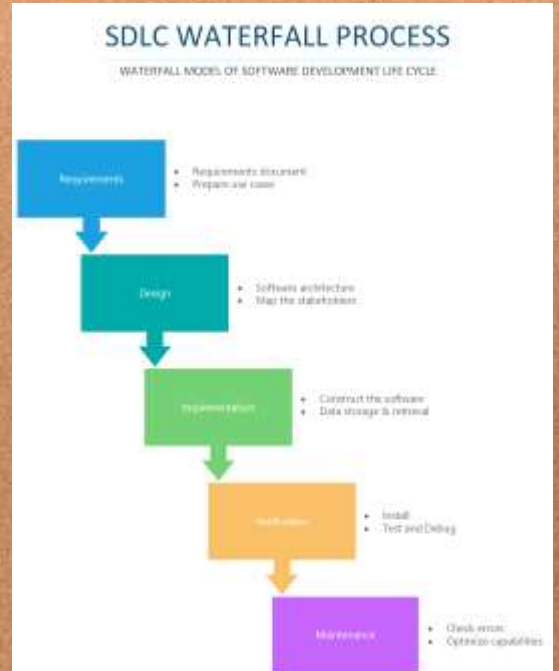 SDLC WATERFALL PROCESS
WATERFALL MODEL OF SOFTWARE DEVELOPMENT LIFE CYCLE
Requirements
• Requirements document
• Prepare use cases
Design
• Software architecture
• Map the stakeholders
Implementation
• Construct the software
• Data storage & retrieval
Verification
• Install
• Test and Debug
Maintenance
• Check errors
• Optimize capabilities